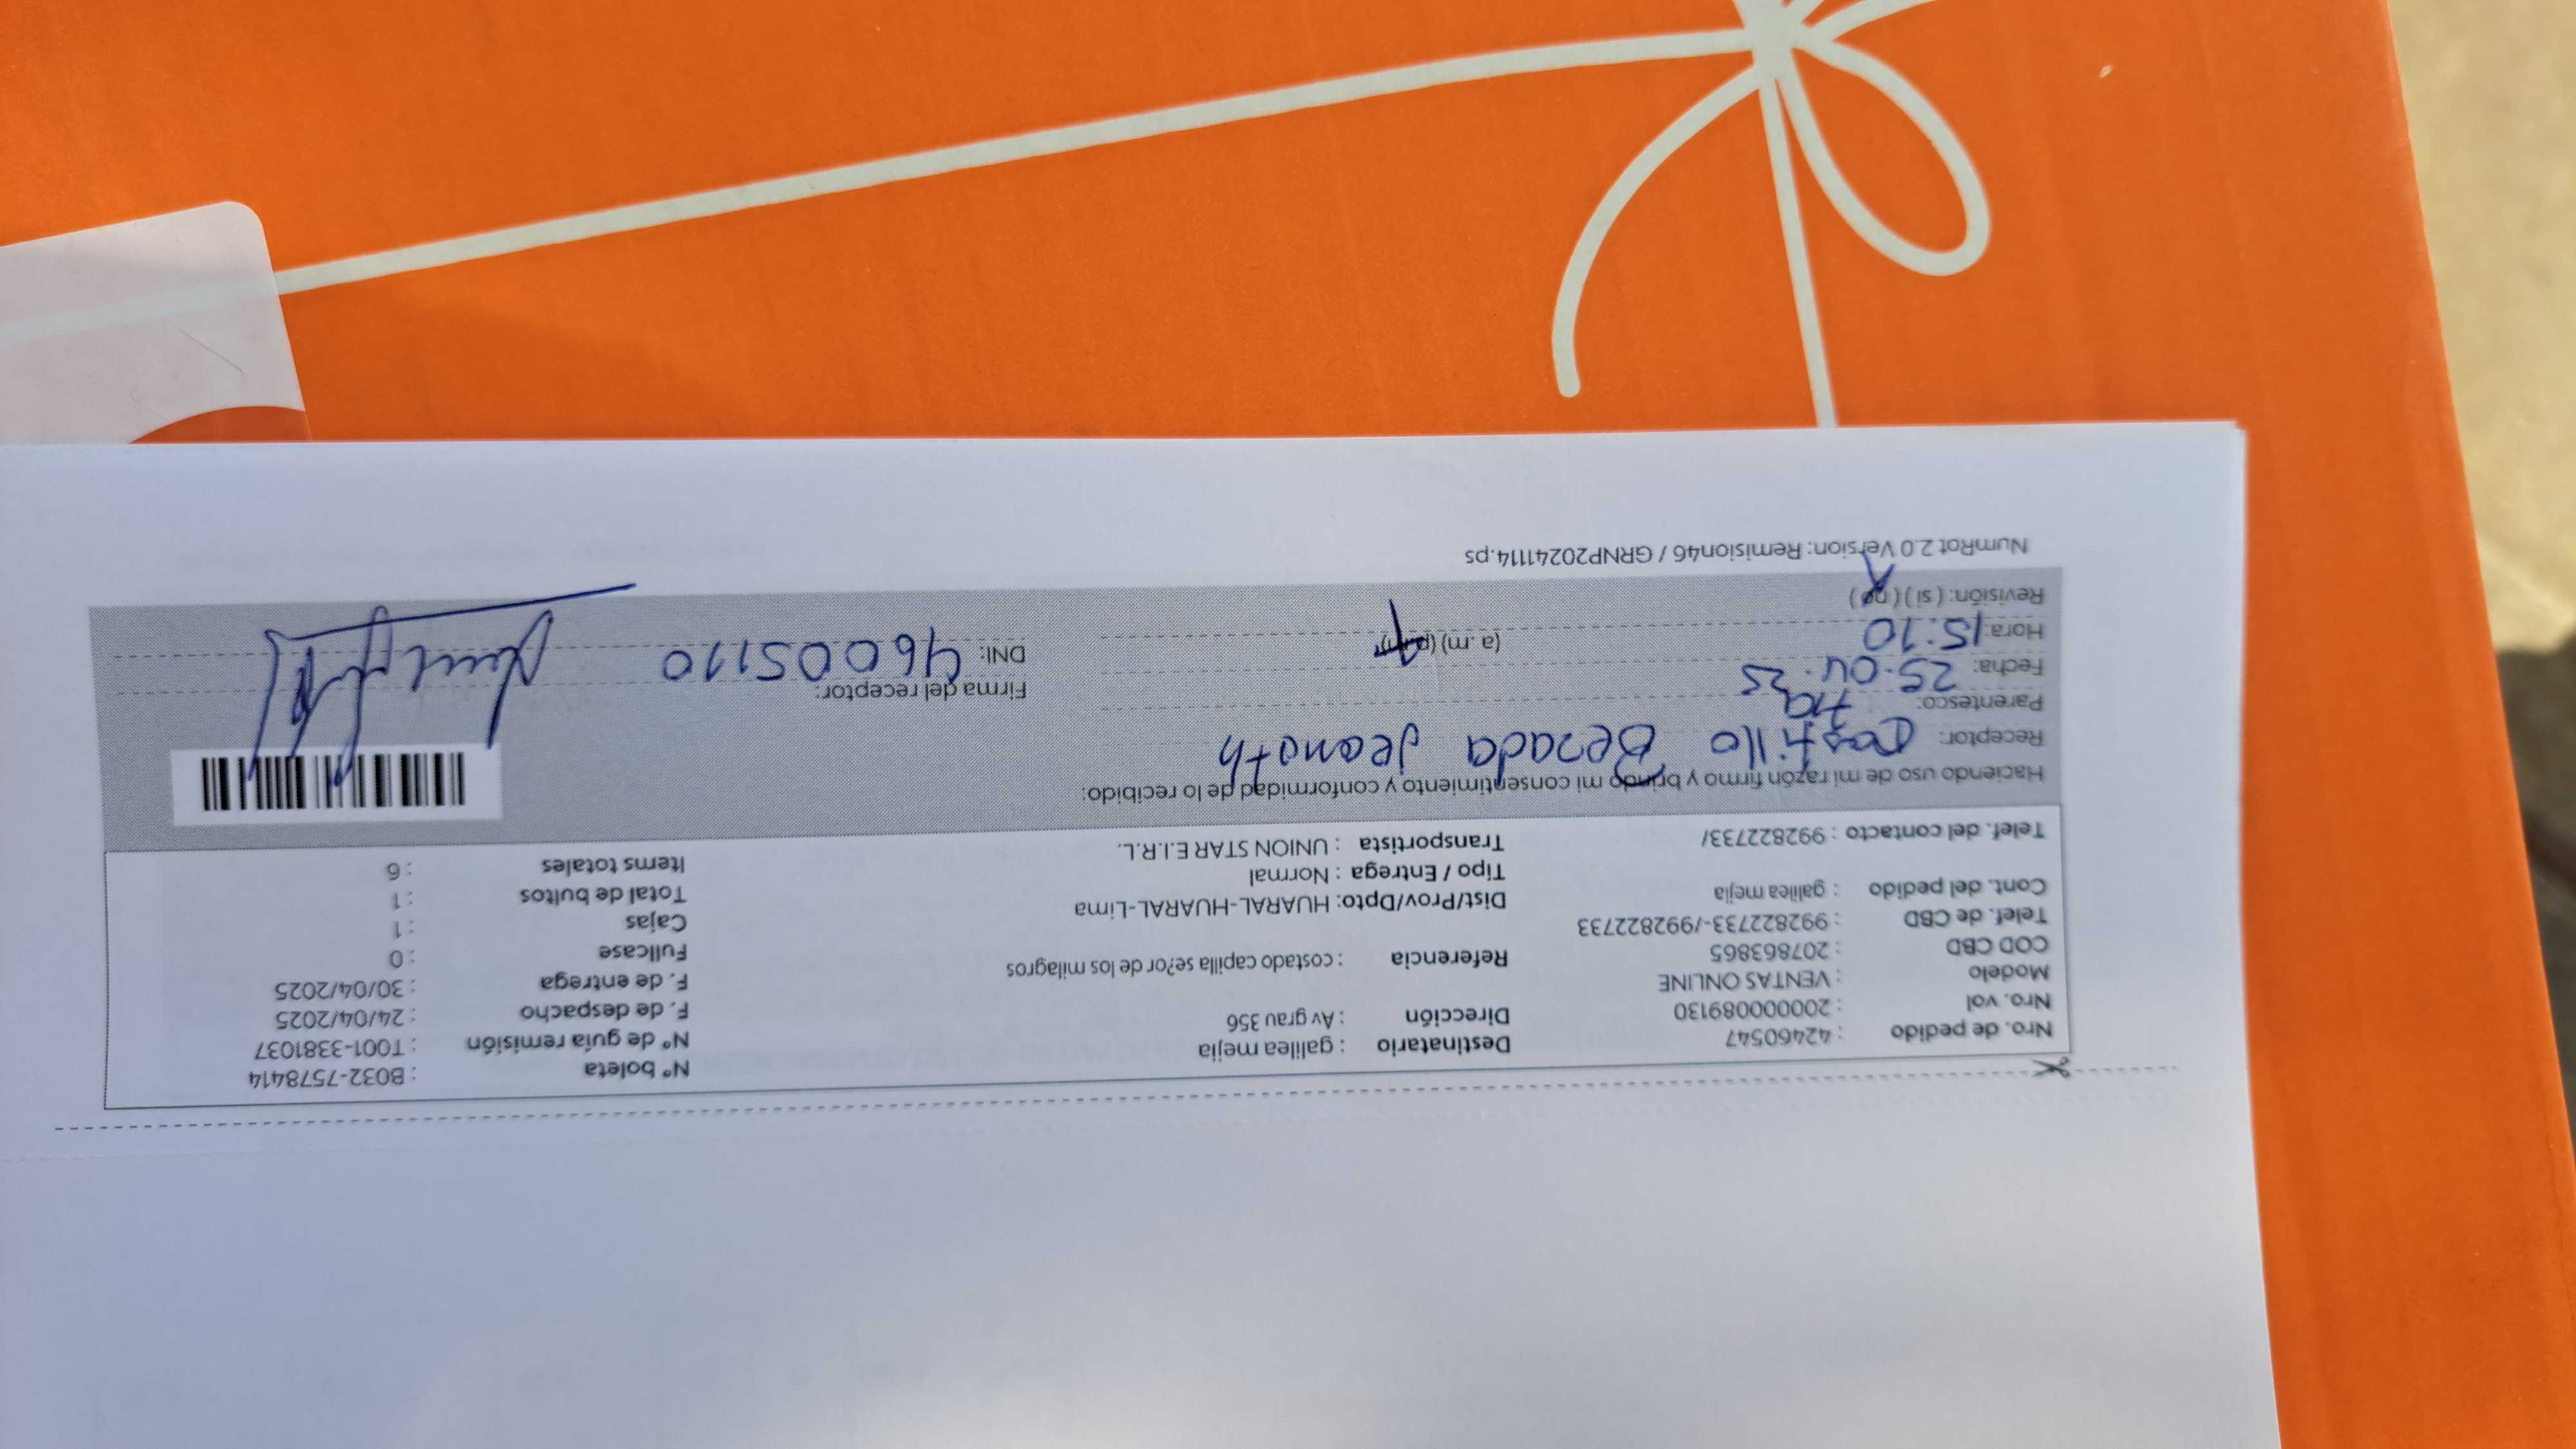 Nro. de pedido : 42460547
Nro. vol : 200000089130
Modelo : VENTAS ONLINE
COD CBD : 207863865
Telef. de CBD : 992822733-/992822733
Cont. del pedido : galilea mejia
Telef. del contacto : 992822733/
Destinatario : galilea mejia
Dirección : Av grau 356
Referencia : costado capilla se?or de los milagros
Dist/Prov/Dpto: HUARAL-HUARAL-Lima
Tipo / Entrega : Normal
Transportista : UNION STAR E.I.R.L.
N° boleta : B032-7578414
N° de guía remisión : T001-3381037
F. de despacho : 24/04/2025
F. de entrega : 30/04/2025
Fullcase : 0
Cajas : 1
Total de bultos : 1
Items totales : 6
Haciendo uso de mi razón firmo y brindo mi consentimiento y conformidad de lo recibido:
Receptor: Castillo Bezada Jeanoth
Parentesco:
Fecha: 25.04.25
Hora: 15:10 (a .m) (p.m)
Revisión: ( si ) ( no )
Firma del receptor:
DNI: 46005110
NumRot 2.0 Version: Remision46 / GRNP20241114.ps